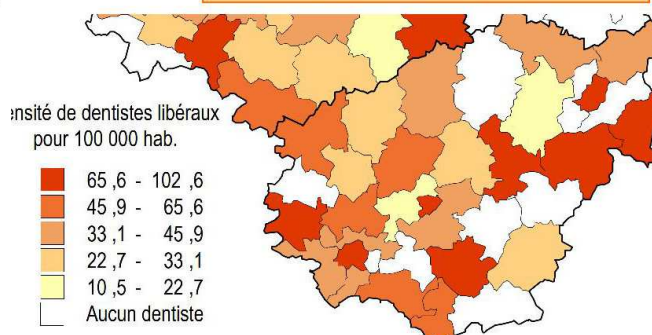 ensité de dentistes libéraux
pour 100 000 hab.
65 ,6 - 102 ,6
45 ,9 - 65 ,6
33 ,1 - 45 ,9
22 ,7 - 33 ,1
10 ,5 - 22 ,7
Aucun dentiste